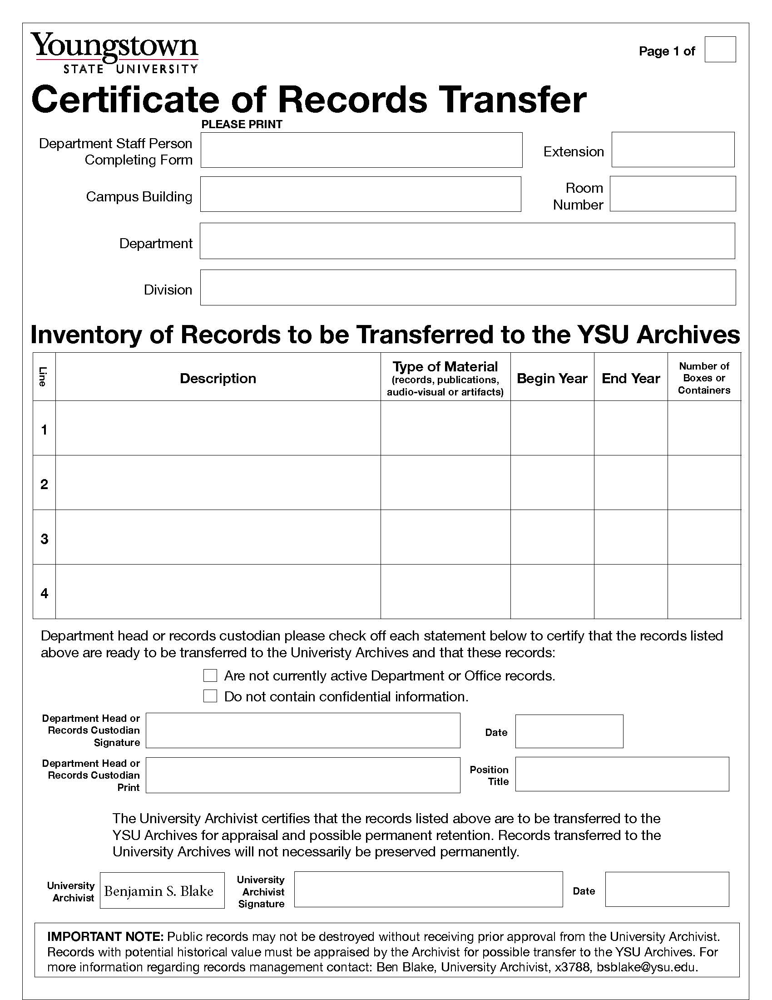 Youngstown
STATE UNIVERSITY
Page 1 of
Certificate of Records Transfer
PLEASE PRINT
Department Staff Person
Completing Form
Extension
Campus Building
Room
Number
Department
Division
Inventory of Records to be Transferred to the YSU Archives
Line
Description
Type of Material
(records, publications,
audio-visual or artifacts)
Begin Year
End Year
Number of
Boxes or
Containers
1
2
3
4
Department head or records custodian please check off each statement below to certify that the records listed
above are ready to be transferred to the Univeristy Archives and that these records:
Are not currently active Department or Office records.
Do not contain confidential information.
Department Head or
Records Custodian
Signature
Date
Department Head or
Records Custodian
Print
Position
Title
The University Archivist certifies that the records listed above are to be transferred to the
YSU Archives for appraisal and possible permanent retention. Records transferred to the
University Archives will not necessarily be preserved permanently.
University
Archivist
Benjamin S. Blake
University
Archivist
Signature
Date
IMPORTANT NOTE: Public records may not be destroyed without receiving prior approval from the University Archivist.
Records with potential historical value must be appraised by the Archivist for possible transfer to the YSU Archives. For
more information regarding records management contact: Ben Blake, University Archivist, x3788, bsblake@ysu.edu.